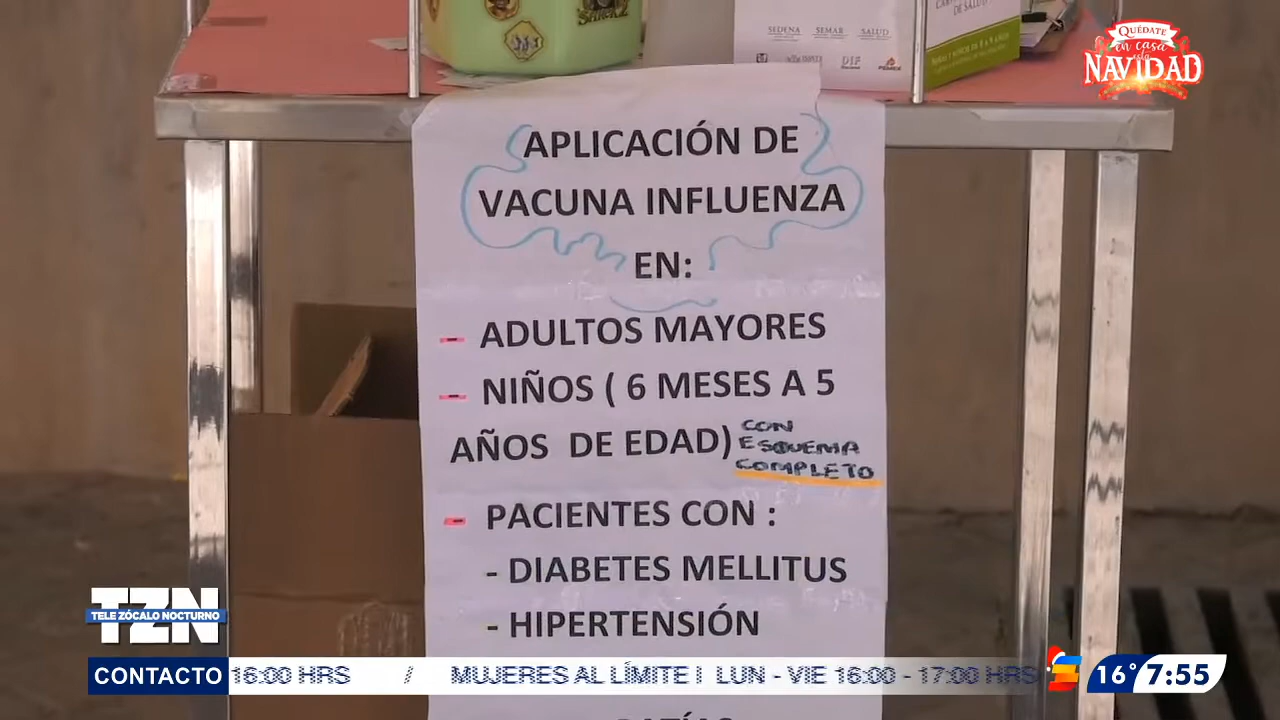 SEDENA SEMAR SALUD
DIF
PEMEX
DE SALUD
QUÉDATE
en casa
esta
NAVIDAD
APLICACIÓN DE
VACUNA INFLUENZA
EN:
- ADULTOS MAYORES
- NIÑOS ( 6 MESES A 5
AÑOS DE EDAD) CON
ESQUEMA
COMPLETO
- PACIENTES CON :
- DIABETES MELLITUS
- HIPERTENSIÓN
TZN
TELE ZÓCALO NOCTURNO
CONTACTO 16:00 HRS / MUJERES AL LÍMITE | LUN - VIE 16:00 - 17:00 HRS 16° 7:55